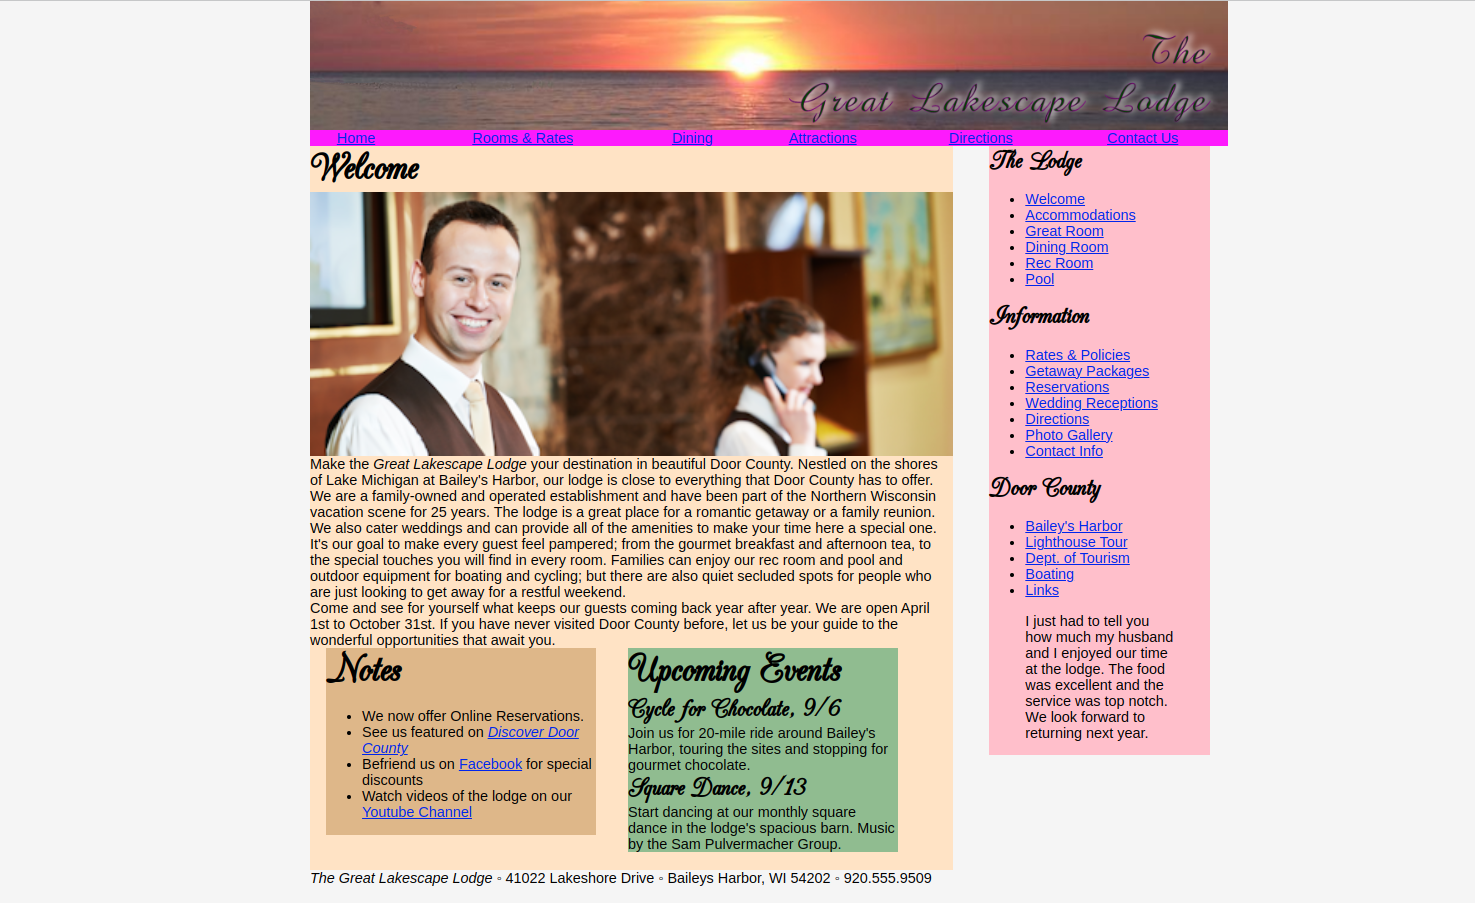 The
Great Lakescape Lodge
Home Rooms & Rates Dining Attractions Directions Contact Us
Welcome
Make the Great Lakescape Lodge your destination in beautiful Door County. Nestled on the shores
of Lake Michigan at Bailey's Harbor, our lodge is close to everything that Door County has to offer.
We are a family-owned and operated establishment and have been part of the Northern Wisconsin
vacation scene for 25 years. The lodge is a great place for a romantic getaway or a family reunion.
We also cater weddings and can provide all of the amenities to make your time here a special one.
It's our goal to make every guest feel pampered; from the gourmet breakfast and afternoon tea, to
the special touches you will find in every room. Families can enjoy our rec room and pool and
outdoor equipment for boating and cycling; but there are also quiet secluded spots for people who
are just looking to get away for a restful weekend.
Come and see for yourself what keeps our guests coming back year after year. We are open April
1st to October 31st. If you have never visited Door County before, let us be your guide to the
wonderful opportunities that await you.
Notes
• We now offer Online Reservations.
• See us featured on Discover Door
County
• Befriend us on Facebook for special
discounts
• Watch videos of the lodge on our
Youtube Channel
Upcoming Events
Cycle for Chocolate, 9/6
Join us for 20-mile ride around Bailey's
Harbor, touring the sites and stopping for
gourmet chocolate.
Square Dance, 9/13
Start dancing at our monthly square
dance in the lodge's spacious barn. Music
by the Sam Pulvermacher Group.
The Lodge
• Welcome
• Accommodations
• Great Room
• Dining Room
• Rec Room
• Pool
Information
• Rates & Policies
• Getaway Packages
• Reservations
• Wedding Receptions
• Directions
• Photo Gallery
• Contact Info
Door County
• Bailey's Harbor
• Lighthouse Tour
• Dept. of Tourism
• Boating
• Links
I just had to tell you
how much my husband
and I enjoyed our time
at the lodge. The food
was excellent and the
service was top notch.
We look forward to
returning next year.
The Great Lakescape Lodge ◦ 41022 Lakeshore Drive ◦ Baileys Harbor, WI 54202 ◦ 920.555.9509